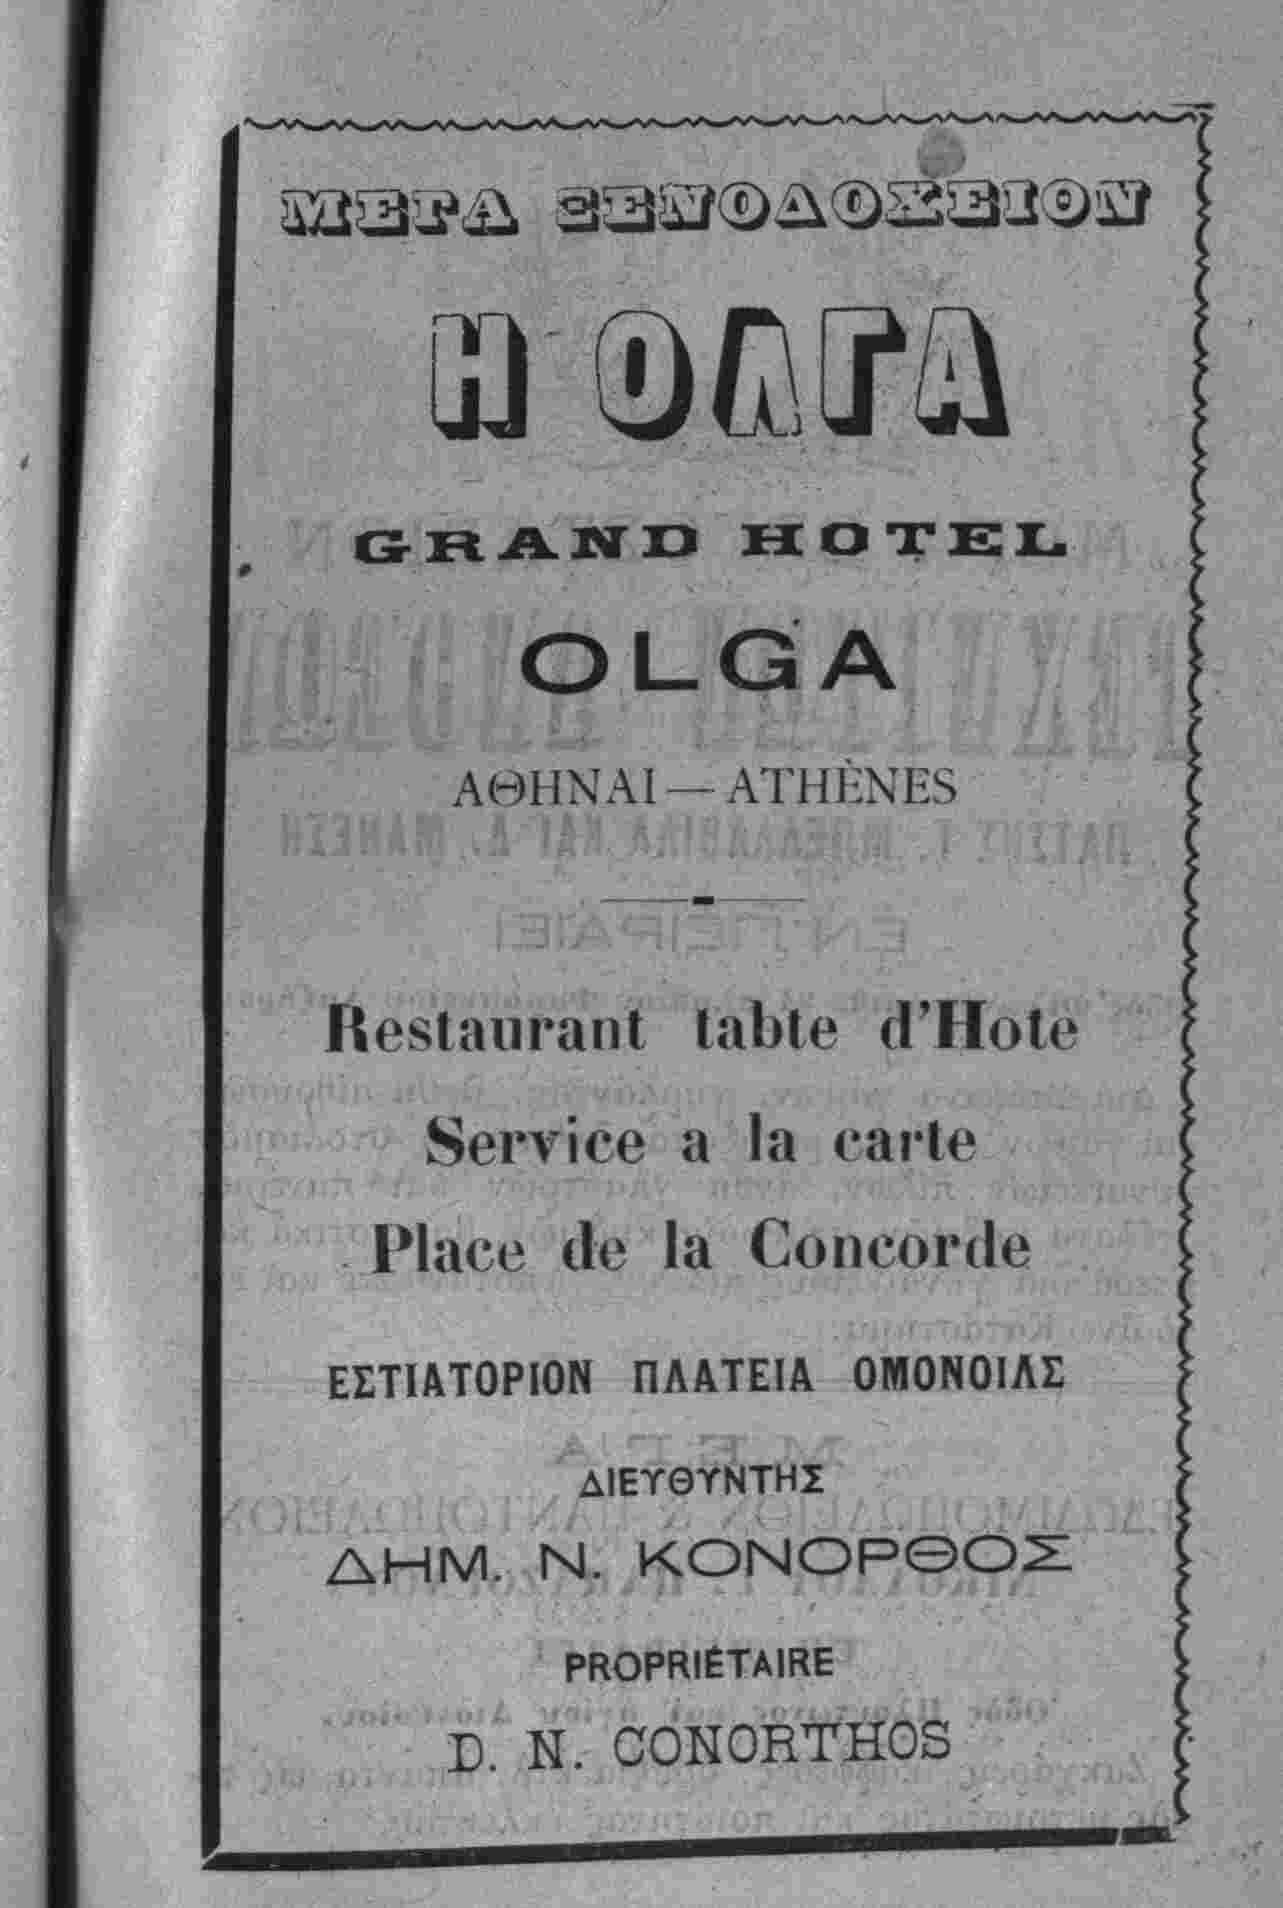 ΜΕΓΑ ΞΕΝΟΔΟΧΕΙΟΝ
Η ΟΛΓΑ
GRAND HOTEL
OLGA
ΑΘΗΝΑΙ — ATHÈNES
Restaurant tabte d'Hote
Service a la carte
Place de la Concorde
ΕΣΤΙΑΤΟΡΙΟΝ ΠΛΑΤΕΙΑ ΟΜΟΝΟΙΑΣ
ΔΙΕΥΘΥΝΤΗΣ
ΔΗΜ. Ν. ΚΟΝΟΡΘΟΣ
PROPRIÉTAIRE
D. N. CONORTHOS